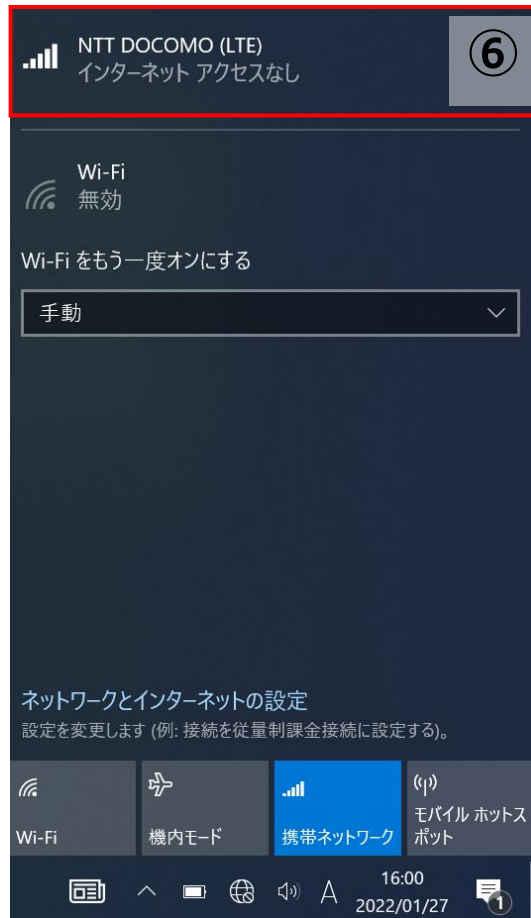 NTT DOCOMO (LTE)
インターネット アクセスなし
⑥
Wi-Fi
無効
Wi-Fi をもう一度オンにする
手動
ネットワークとインターネットの設定
設定を変更します (例: 接続を従量制課金接続に設定する)。
Wi-Fi
機内モード
携帯ネットワーク
モバイル ホットス
ポット
A
16:00
2022/01/27
1